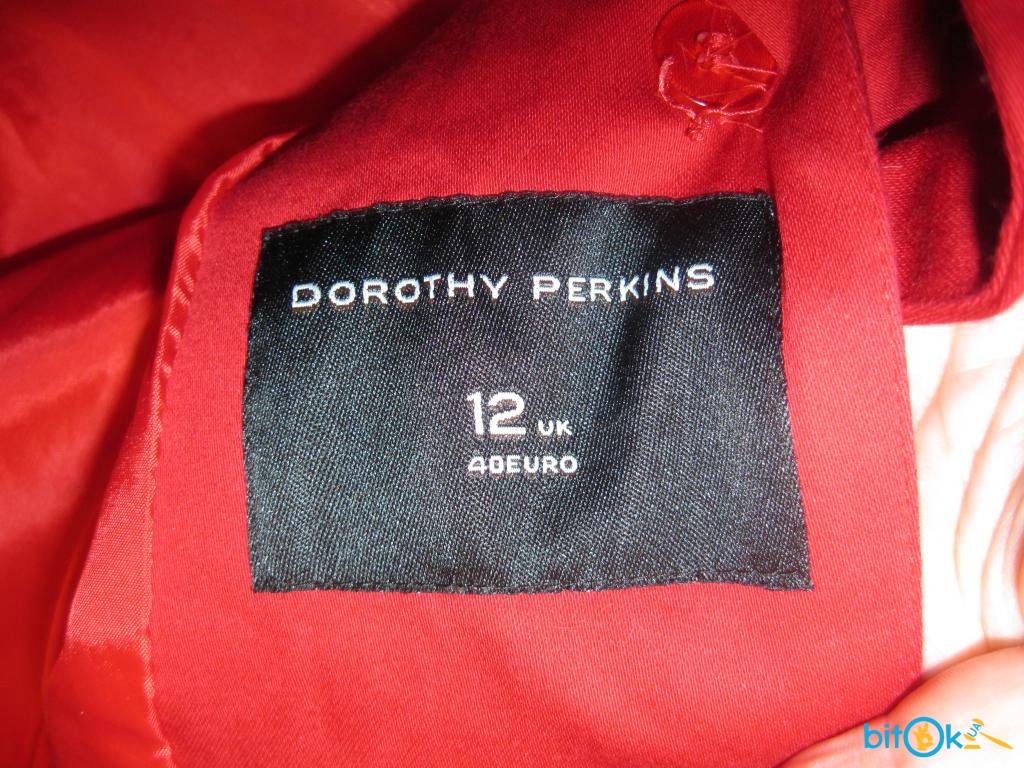 DOROTHY PERKINS
12 UK
40EURO
bitOk.UA